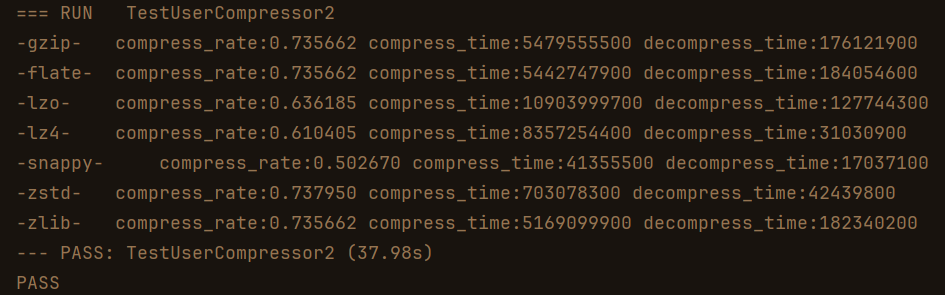 === RUN   TestUserCompressor2
-gzip-   compress_rate:0.735662 compress_time:5479555500 decompress_time:176121900
-flate-  compress_rate:0.735662 compress_time:5442747900 decompress_time:184054600
-lzo-    compress_rate:0.636185 compress_time:10903999700 decompress_time:127744300
-lz4-    compress_rate:0.610405 compress_time:8357254400 decompress_time:31030900
-snappy-     compress_rate:0.502670 compress_time:41355500 decompress_time:17037100
-zstd-   compress_rate:0.737950 compress_time:703078300 decompress_time:42439800
-zlib-   compress_rate:0.735662 compress_time:5169099900 decompress_time:182340200
--- PASS: TestUserCompressor2 (37.98s)
PASS